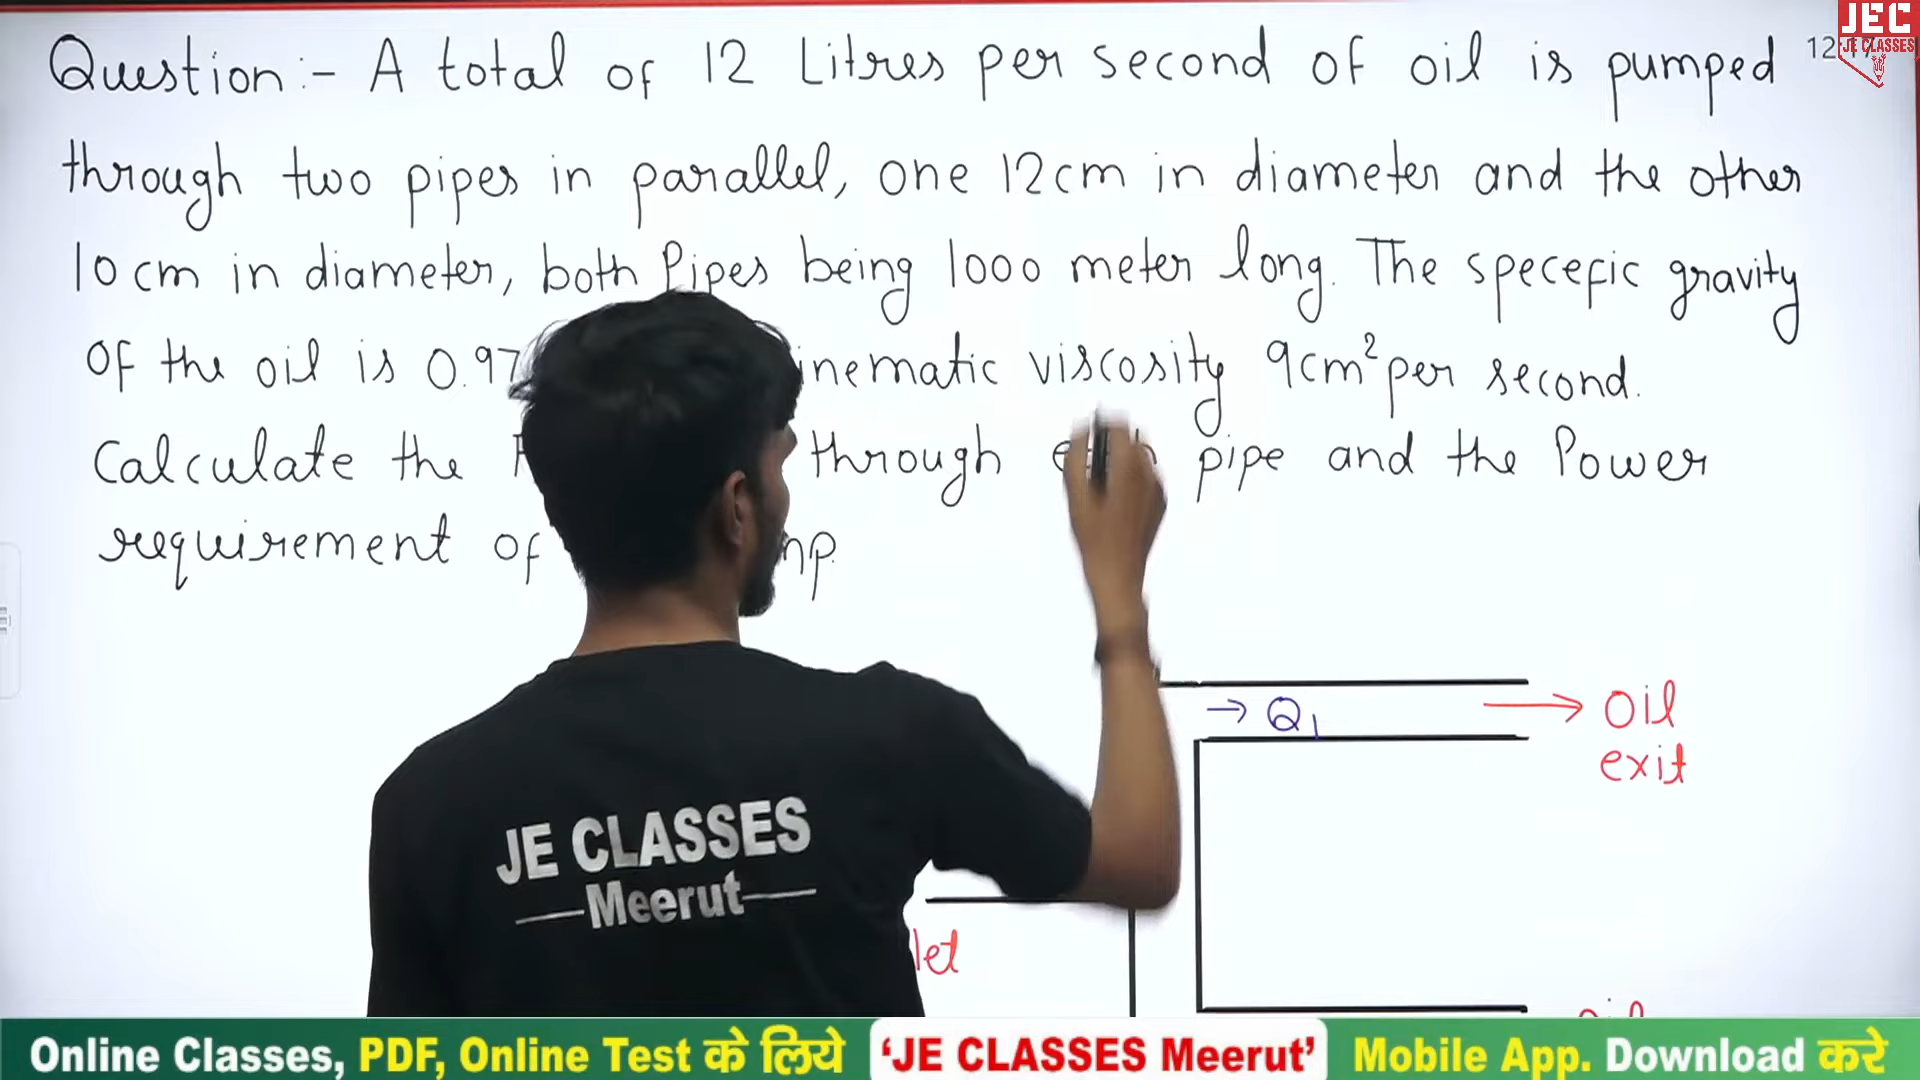 Question:- A total of 12 Litres per second of oil is pumped
through two pipes in parallel, one 12cm in diameter and the other
10cm in diameter, both Pipes being 1000 meter long. The specefic gravity
of the oil is 0.97 inematic viscosity 9cm² per second.
Calculate the through pipe and the Power
requirement of
→ Q1
→ Oil
exit
let
JEC
JE CLASSES
JE CLASSES
Meerut
Online Classes, PDF, Online Test के लिये 'JE CLASSES Meerut' Mobile App. Download करे